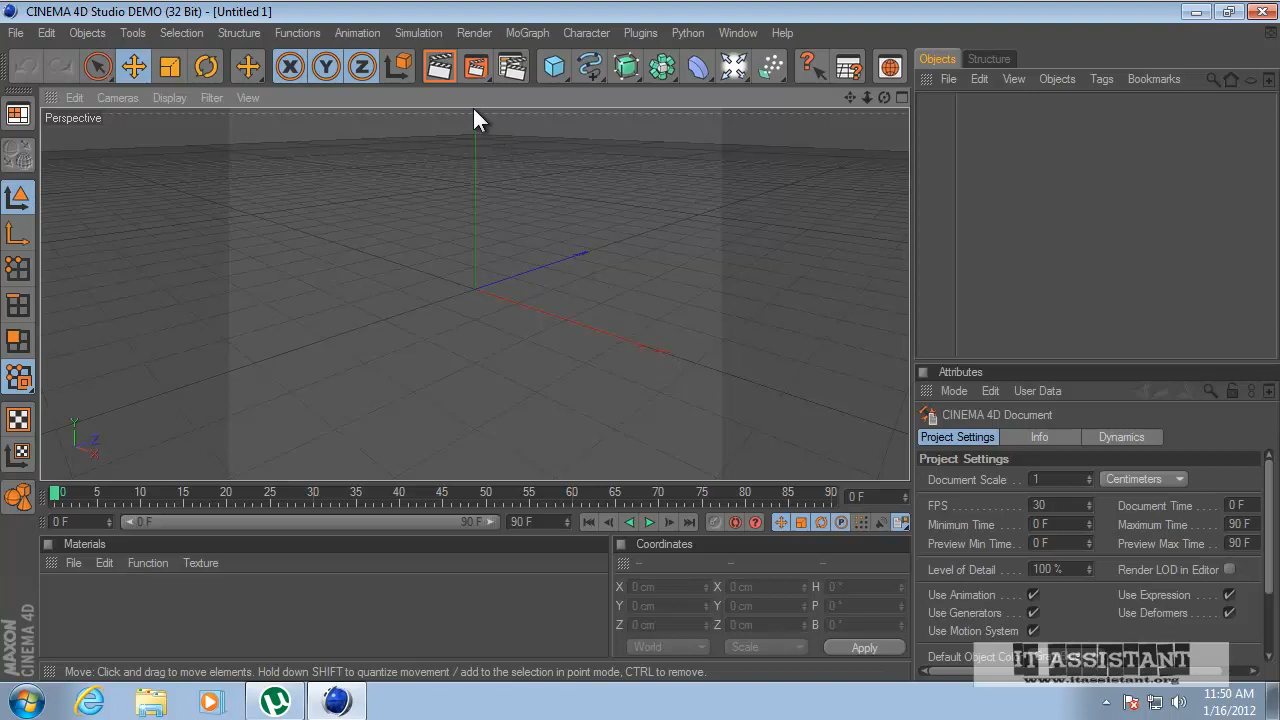 CINEMA 4D Studio DEMO (32 Bit) - [Untitled 1]
File Edit Objects Tools Selection Structure Functions Animation Simulation Render MoGraph Character Plugins Python Window Help
X Y Z
Objects Structure
File Edit View Objects Tags Bookmarks
Edit Cameras Display Filter View
Perspective
Y
Z
X
Attributes
Mode Edit User Data
CINEMA 4D Document
Project Settings Info Dynamics
Project Settings
Document Scale 1 Centimeters
FPS . . . . . . . . . . . 30 Document Time 0 F
Minimum Time . . . 0 F Maximum Time . . 90 F
Preview Min Time. . 0 F Preview Max Time 90 F
Level of Detail . . . . 100 % Render LOD in Editor
Use Animation . . . . Use Expression . . . .
Use Generators . . . Use Deformers . . . .
Use Motion System
0 5 10 15 20 25 30 35 40 45 50 55 60 65 70 75 80 85 90 0 F
0 F 0 F 90 F 90 F
Materials
File Edit Function Texture
Coordinates
X 0 cm X 0 cm H 0 °
Y 0 cm Y 0 cm P 0 °
Z 0 cm Z 0 cm B 0 °
World Scale Apply
MAXON
CINEMA 4D
Move: Click and drag to move elements. Hold down SHIFT to quantize movement / add to the selection in point mode, CTRL to remove.
IT ASSISTANT
www.itassistant.org
11:50 AM
1/16/2012